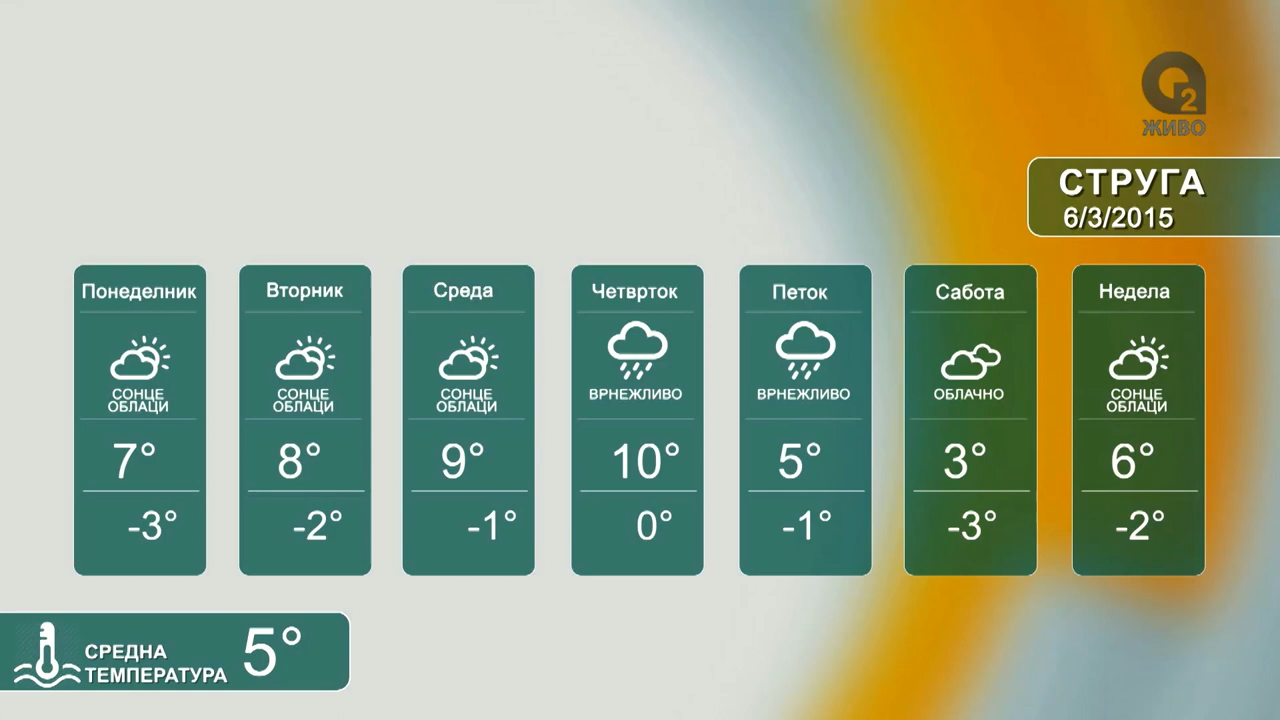 2
ЖИВО
СТРУГА
6/3/2015
Понеделник
СОНЦЕ
ОБЛАЦИ
7°
-3°
Вторник
СОНЦЕ
ОБЛАЦИ
8°
-2°
Среда
СОНЦЕ
ОБЛАЦИ
9°
-1°
Четврток
ВРНЕЖЛИВО
10°
0°
Петок
ВРНЕЖЛИВО
5°
-1°
Сабота
ОБЛАЧНО
3°
-3°
Недела
СОНЦЕ
ОБЛАЦИ
6°
-2°
СРЕДНА
ТЕМПЕРАТУРА
5°